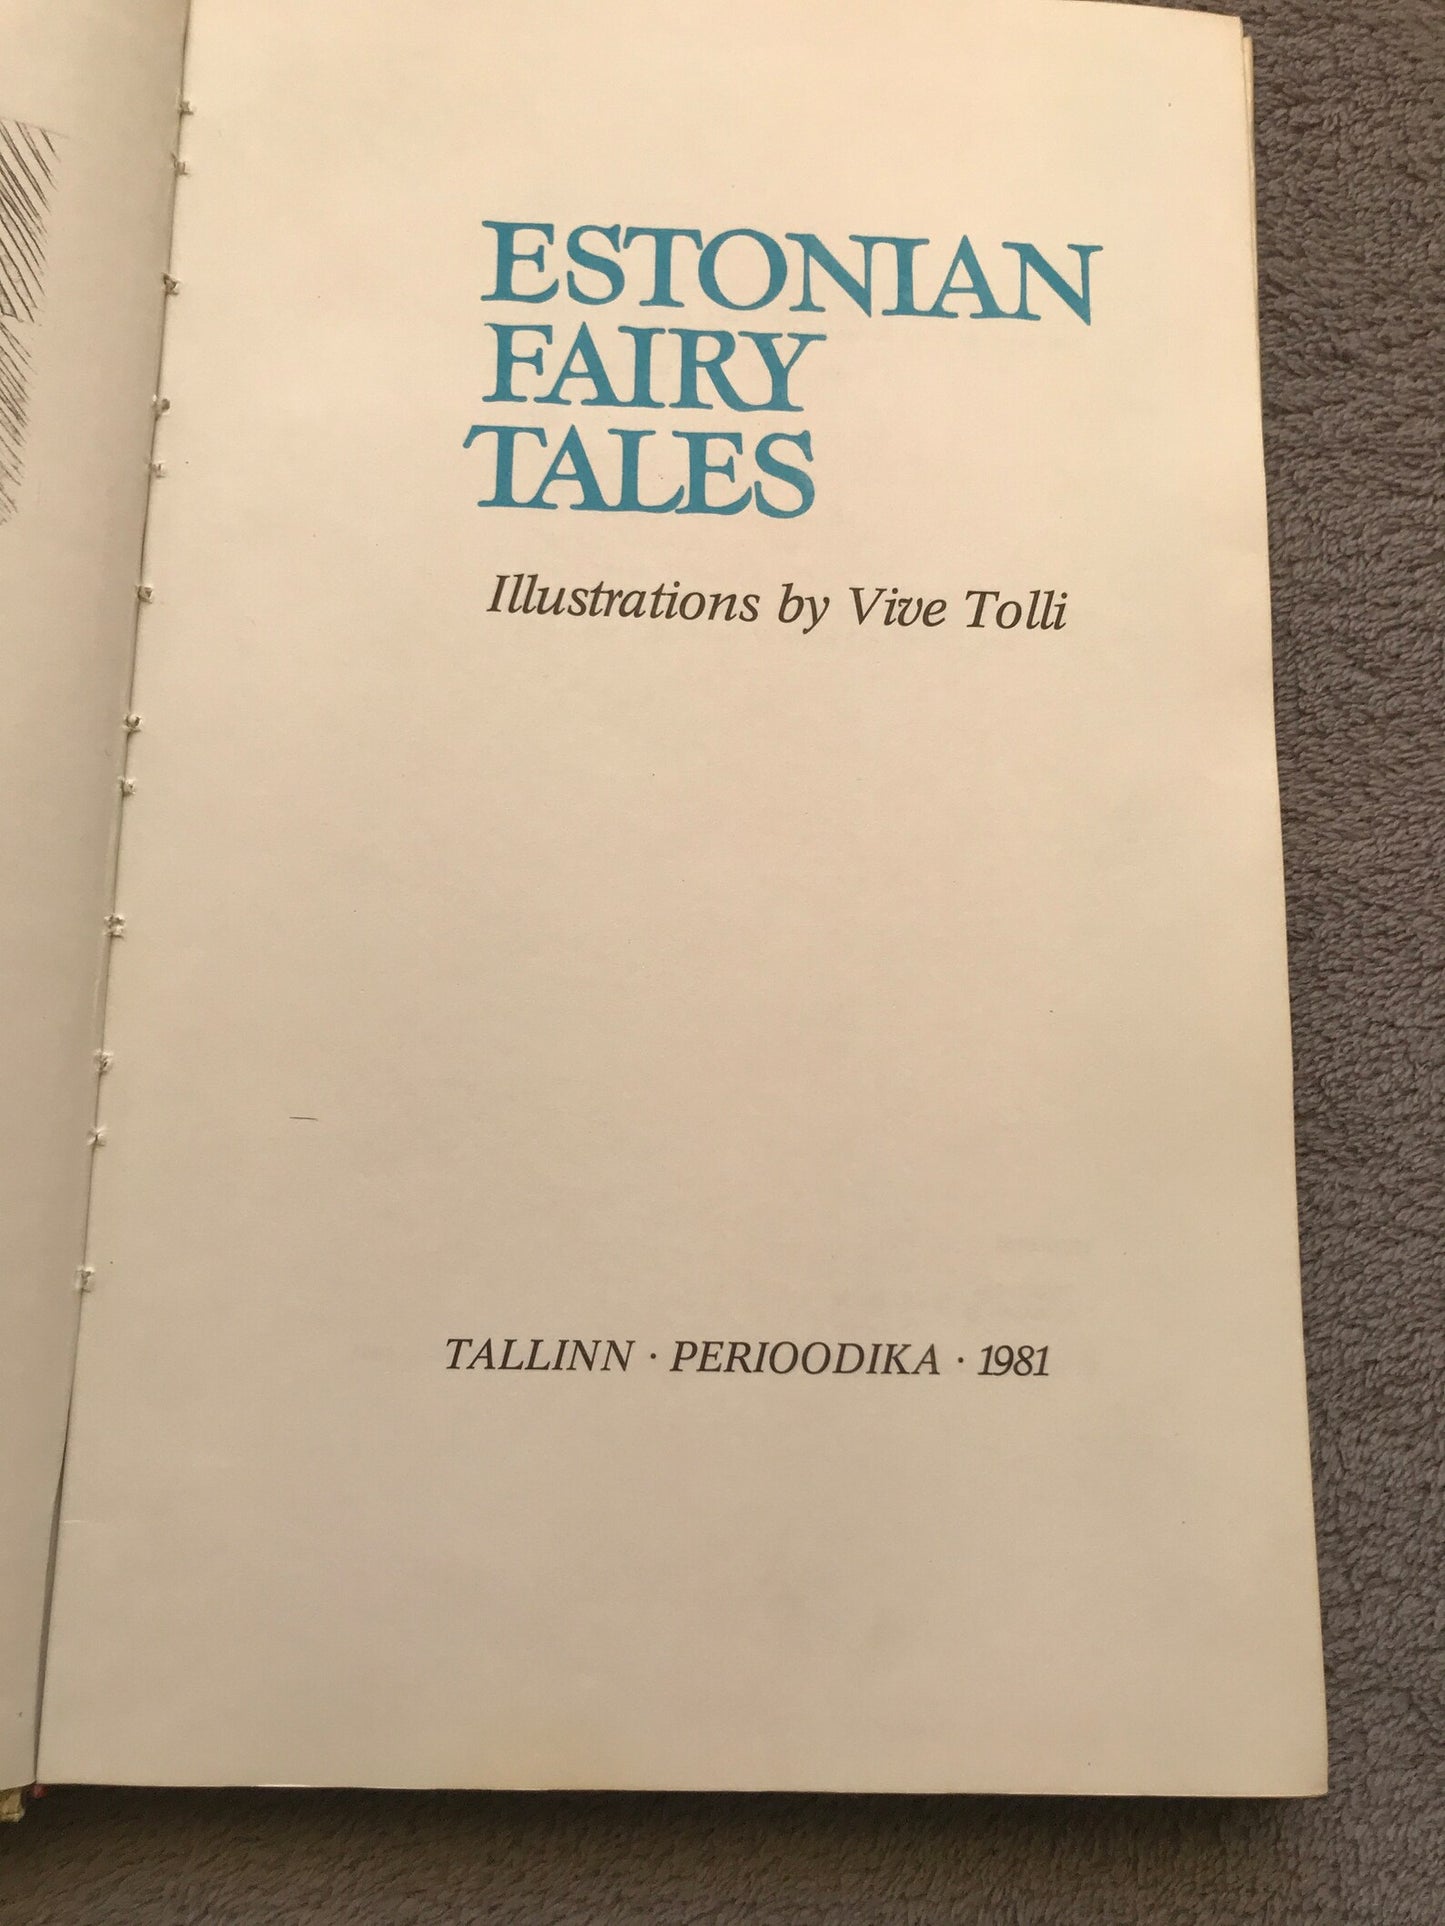 ESTONIAN
FAIRY
TALES
Illustrations by Vive Tolli
TALLINN · PERIOODIKA · 1981